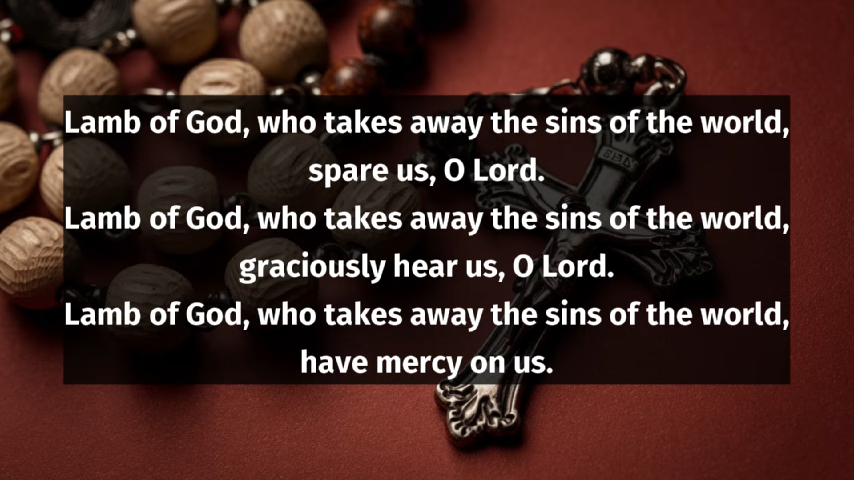 Lamb of God, who takes away the sins of the world,
spare us, O Lord.
Lamb of God, who takes away the sins of the world,
graciously hear us, O Lord.
Lamb of God, who takes away the sins of the world,
have mercy on us.